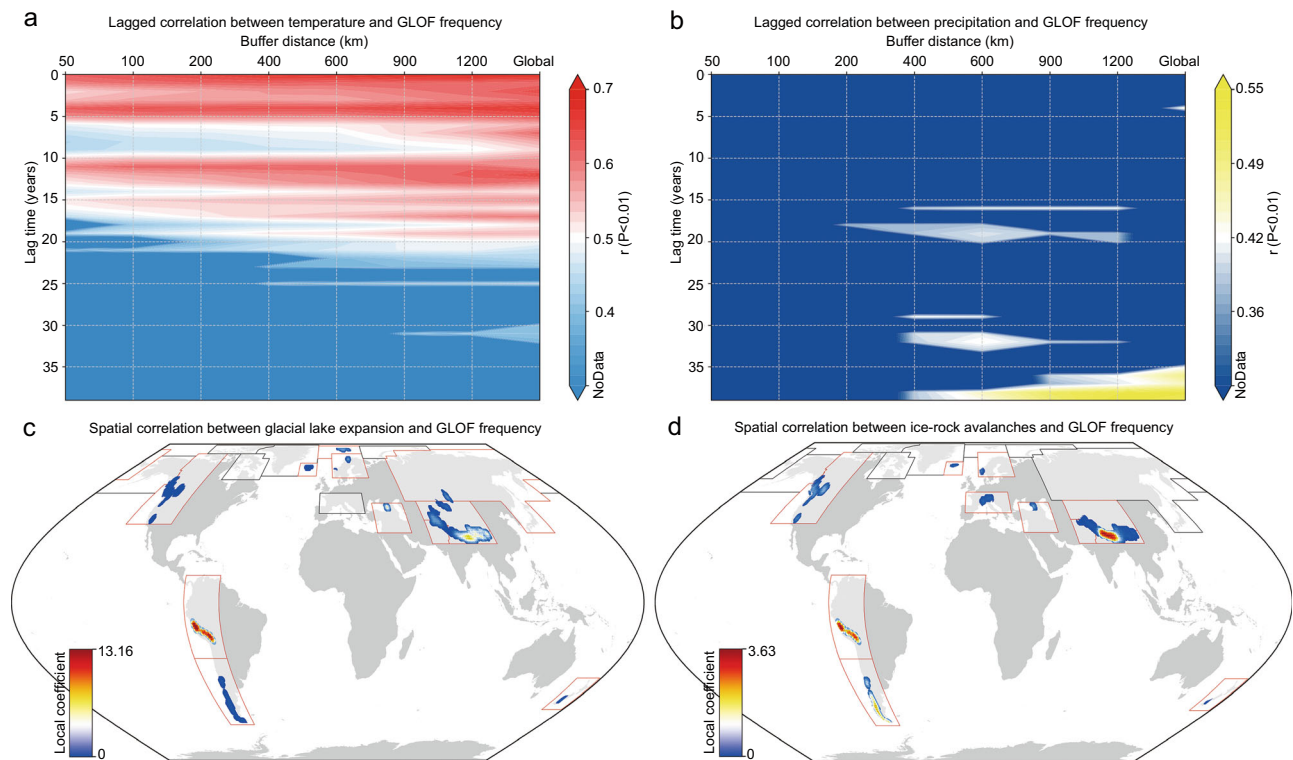 a
Lagged correlation between temperature and GLOF frequency
Buffer distance (km)
50 100 200 400 600 900 1200 Global
0
5
10
15
20
25
30
35
Lag time (years)
0.7
0.6
0.5
0.4
NoData
r (P<0.01)
b
Lagged correlation between precipitation and GLOF frequency
Buffer distance (km)
50 100 200 400 600 900 1200 Global
0
5
10
15
20
25
30
35
Lag time (years)
0.55
0.49
0.42
0.36
NoData
r (P<0.01)
c
Spatial correlation between glacial lake expansion and GLOF frequency
Local coefficient
13.16
0
d
Spatial correlation between ice-rock avalanches and GLOF frequency
Local coefficient
3.63
0